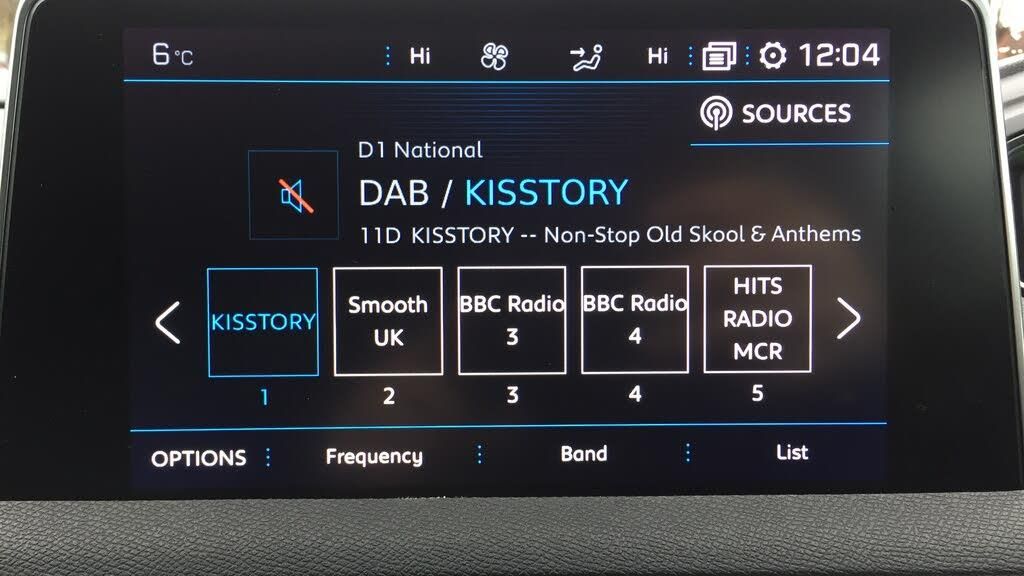 6°C Hi Hi 12:04
SOURCES
D1 National
DAB / KISSTORY
11D KISSTORY -- Non-Stop Old Skool & Anthems
KISSTORY
Smooth
UK
BBC Radio
3
BBC Radio
4
HITS
RADIO
MCR
1 2 3 4 5
OPTIONS Frequency Band List